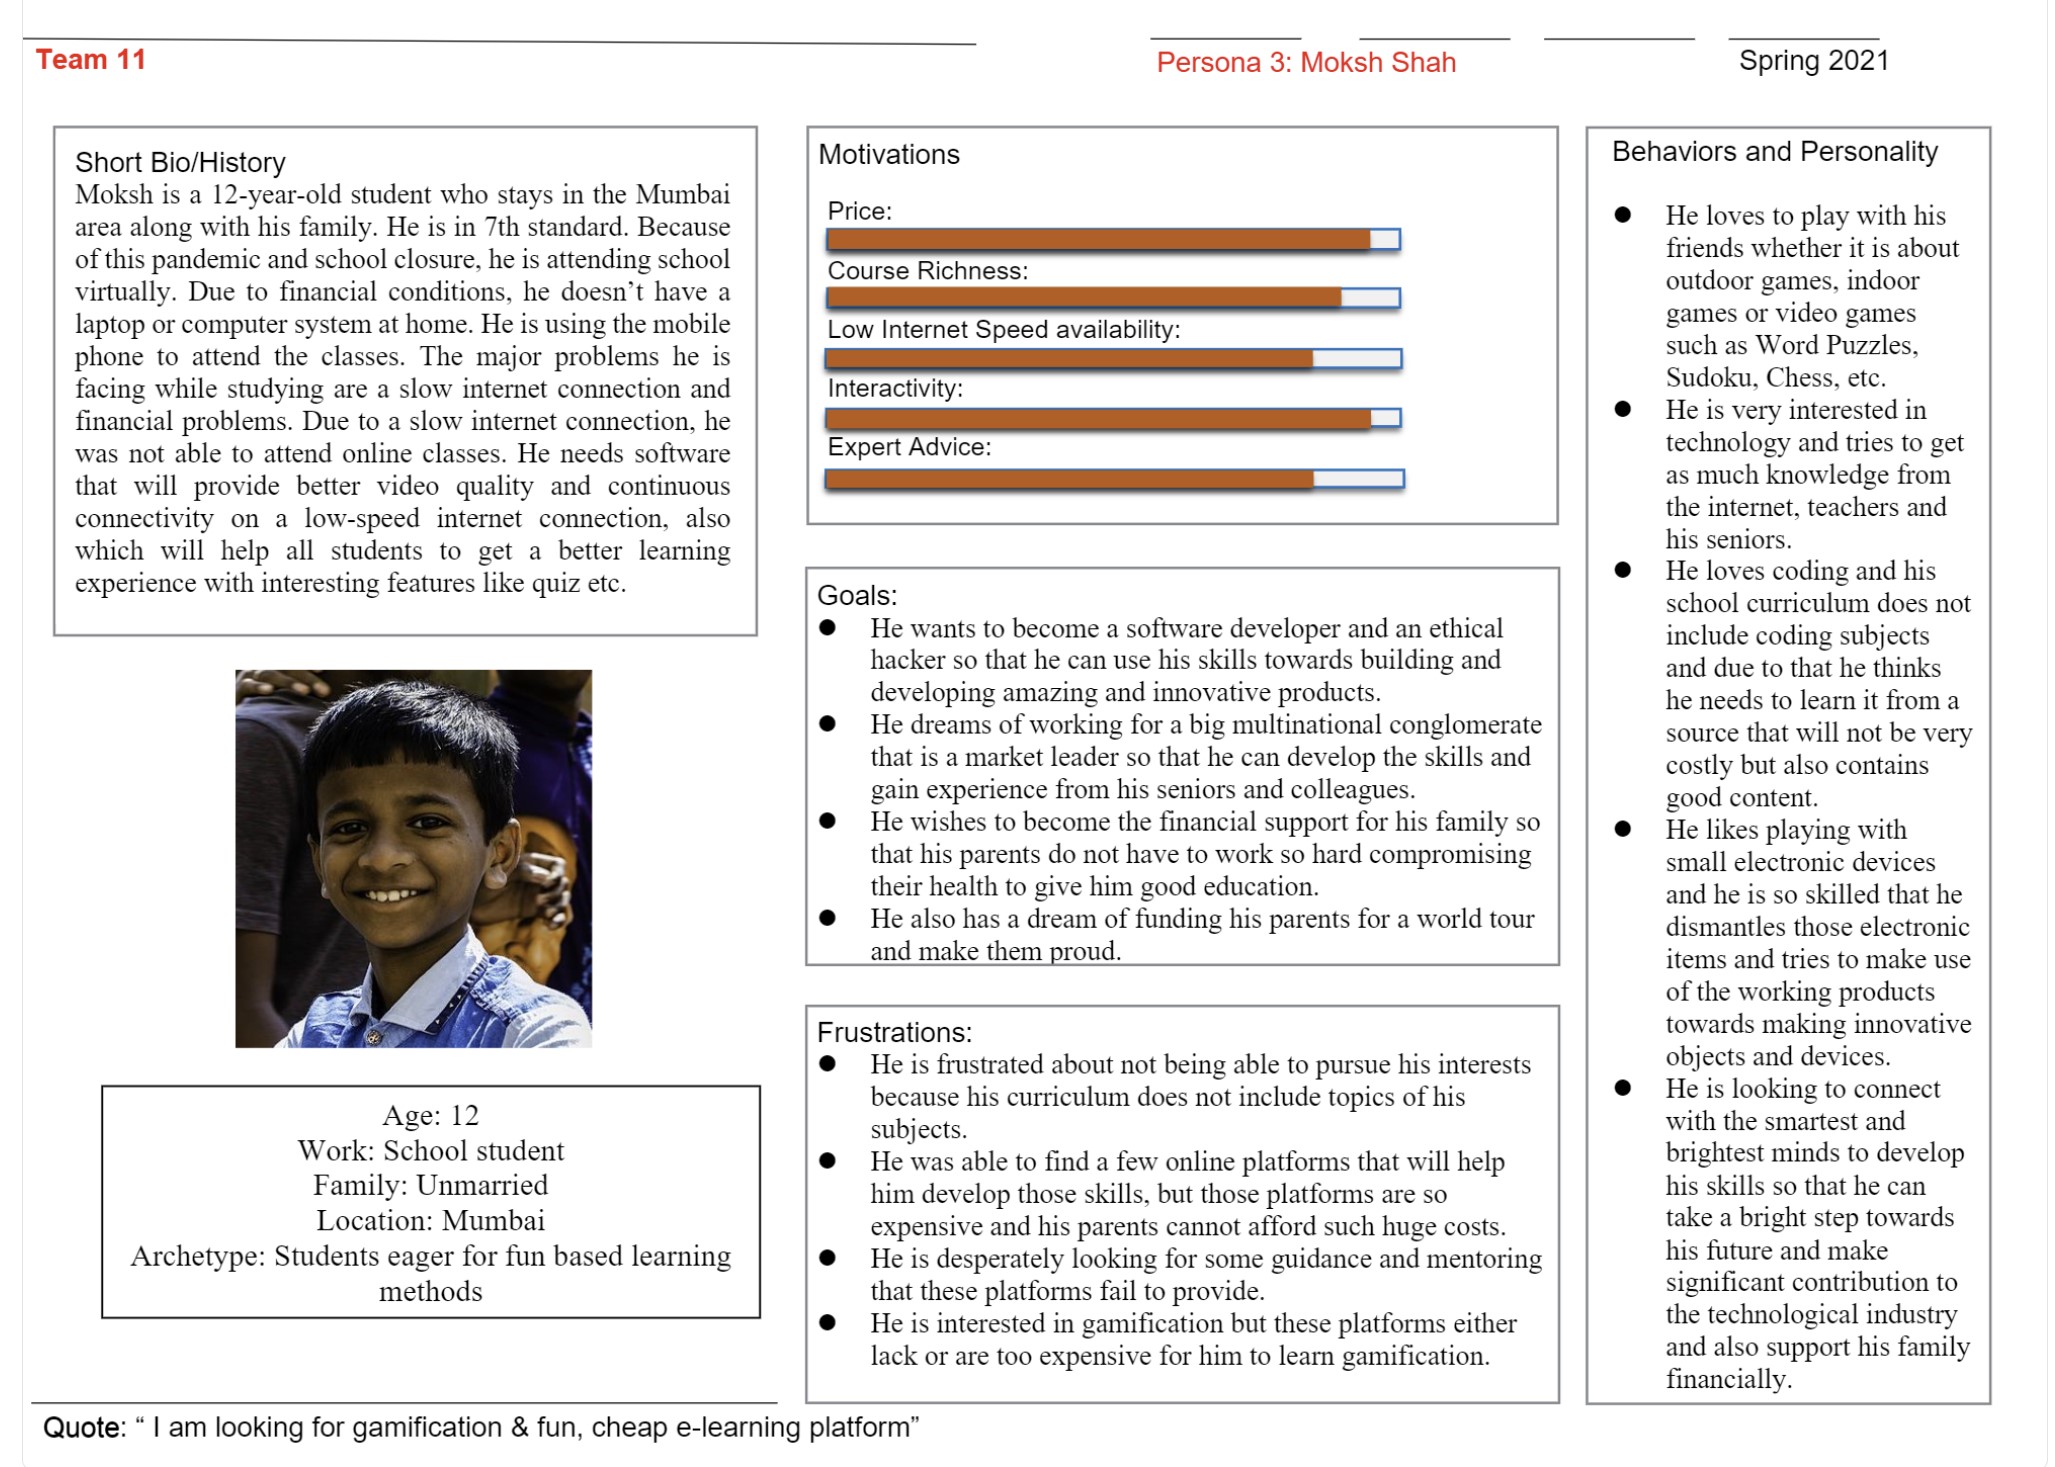 Team 11
Persona 3: Moksh Shah
Spring 2021
Short Bio/History
Moksh is a 12-year-old student who stays in the Mumbai
area along with his family. He is in 7th standard. Because
of this pandemic and school closure, he is attending school
virtually. Due to financial conditions, he doesn’t have a
laptop or computer system at home. He is using the mobile
phone to attend the classes. The major problems he is
facing while studying are a slow internet connection and
financial problems. Due to a slow internet connection, he
was not able to attend online classes. He needs software
that will provide better video quality and continuous
connectivity on a low-speed internet connection, also
which will help all students to get a better learning
experience with interesting features like quiz etc.
Age: 12
Work: School student
Family: Unmarried
Location: Mumbai
Archetype: Students eager for fun based learning
methods
Motivations
Price:
Course Richness:
Low Internet Speed availability:
Interactivity:
Expert Advice:
Goals:
● He wants to become a software developer and an ethical
hacker so that he can use his skills towards building and
developing amazing and innovative products.
● He dreams of working for a big multinational conglomerate
that is a market leader so that he can develop the skills and
gain experience from his seniors and colleagues.
● He wishes to become the financial support for his family so
that his parents do not have to work so hard compromising
their health to give him good education.
● He also has a dream of funding his parents for a world tour
and make them proud.
Frustrations:
● He is frustrated about not being able to pursue his interests
because his curriculum does not include topics of his
subjects.
● He was able to find a few online platforms that will help
him develop those skills, but those platforms are so
expensive and his parents cannot afford such huge costs.
● He is desperately looking for some guidance and mentoring
that these platforms fail to provide.
● He is interested in gamification but these platforms either
lack or are too expensive for him to learn gamification.
Behaviors and Personality
● He loves to play with his
friends whether it is about
outdoor games, indoor
games or video games
such as Word Puzzles,
Sudoku, Chess, etc.
● He is very interested in
technology and tries to get
as much knowledge from
the internet, teachers and
his seniors.
● He loves coding and his
school curriculum does not
include coding subjects
and due to that he thinks
he needs to learn it from a
source that will not be very
costly but also contains
good content.
● He likes playing with
small electronic devices
and he is so skilled that he
dismantles those electronic
items and tries to make use
of the working products
towards making innovative
objects and devices.
● He is looking to connect
with the smartest and
brightest minds to develop
his skills so that he can
take a bright step towards
his future and make
significant contribution to
the technological industry
and also support his family
financially.
Quote: “ I am looking for gamification & fun, cheap e-learning platform”